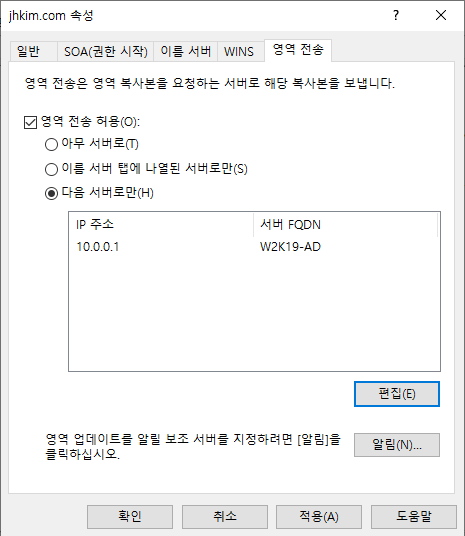 jhkim.com 속성
일반 SOA(권한 시작) 이름 서버 WINS 영역 전송
영역 전송은 영역 복사본을 요청하는 서버로 해당 복사본을 보냅니다.
영역 전송 허용(O):
아무 서버로(T)
이름 서버 탭에 나열된 서버로만(S)
다음 서버로만(H)
IP 주소 서버 FQDN
10.0.0.1 W2K19-AD
편집(E)
영역 업데이트를 알릴 보조 서버를 지정하려면 [알림]을
클릭하십시오.
알림(N)...
확인 취소 적용(A) 도움말